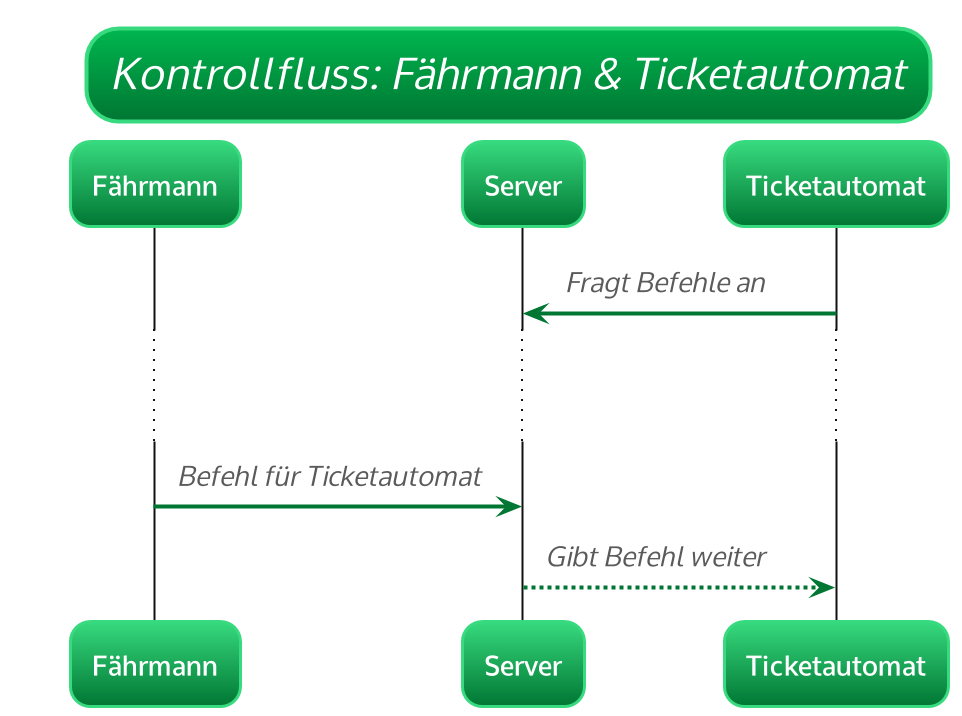 Kontrollfluss: Fährmann & Ticketautomat
Fährmann
Server
Ticketautomat
Fragt Befehle an
Befehl für Ticketautomat
Gibt Befehl weiter
Fährmann
Server
Ticketautomat